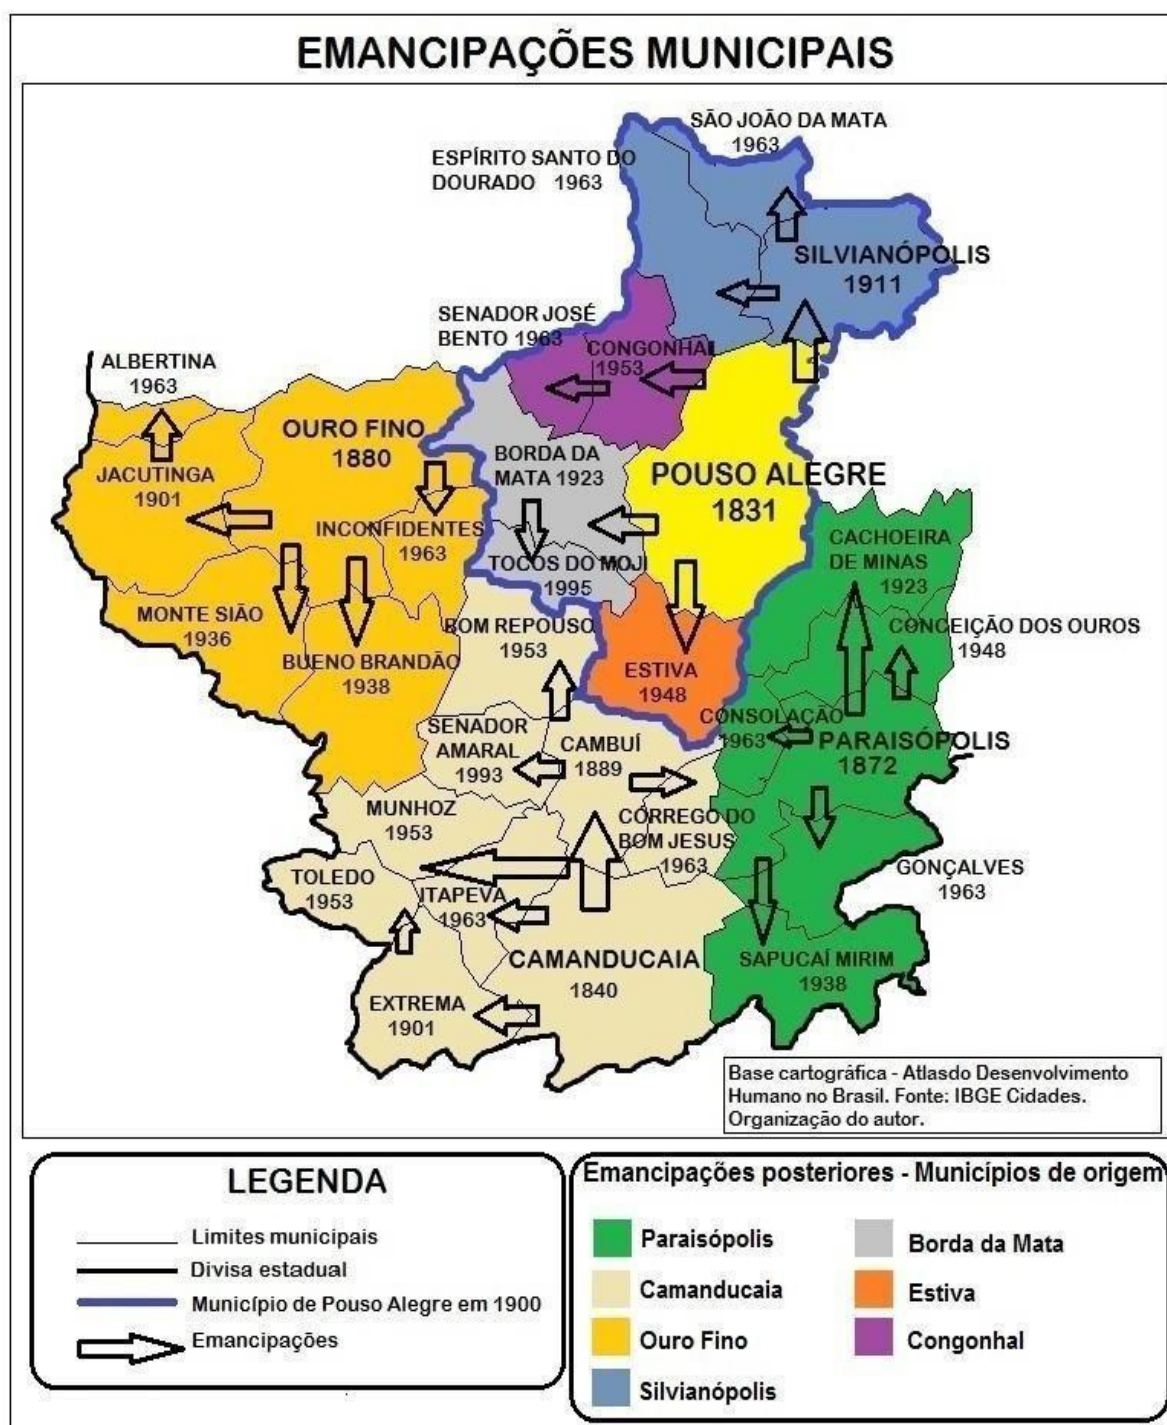 EMANCIPAÇÕES MUNICIPAIS
SÃO JOÃO DA MATA
1963
ESPÍRITO SANTO DO
DOURADO 1963
SILVIANÓPOLIS
1911
SENADOR JOSÉ
BENTO 1963
CONGONHAL
1953
ALBERTINA
1963
OURO FINO
1880
JACUTINGA
1901
BORDA DA
MATA 1923
POUSO ALEGRE
1831
INCONFIDENTES
1963
CACHOEIRA
DE MINAS
1923
TOCOS DO MOJI
1995
MONTE SIÃO
1936
BOM REPOUSO
1953
CONCEIÇÃO DOS OUROS
1948
BUENO BRANDÃO
1938
ESTIVA
1948
CONSOLAÇÃO
1963
SENADOR
AMARAL
1993
CAMBUÍ
1889
PARAISÓPOLIS
1872
MUNHOZ
1953
CÓRREGO DO
BOM JESUS
1963
TOLEDO
1953
ITAPEVA
1963
GONÇALVES
1963
CAMANDUCAIA
1840
SAPUCAÍ MIRIM
1938
EXTREMA
1901
Base cartográfica - Atlasdo Desenvolvimento
Humano no Brasil. Fonte: IBGE Cidades.
Organização do autor.
LEGENDA
Limites municipais
Divisa estadual
Município de Pouso Alegre em 1900
Emancipações
Emancipações posteriores - Municípios de origem
Paraisópolis
Camanducaia
Ouro Fino
Silvianópolis
Borda da Mata
Estiva
Congonhal